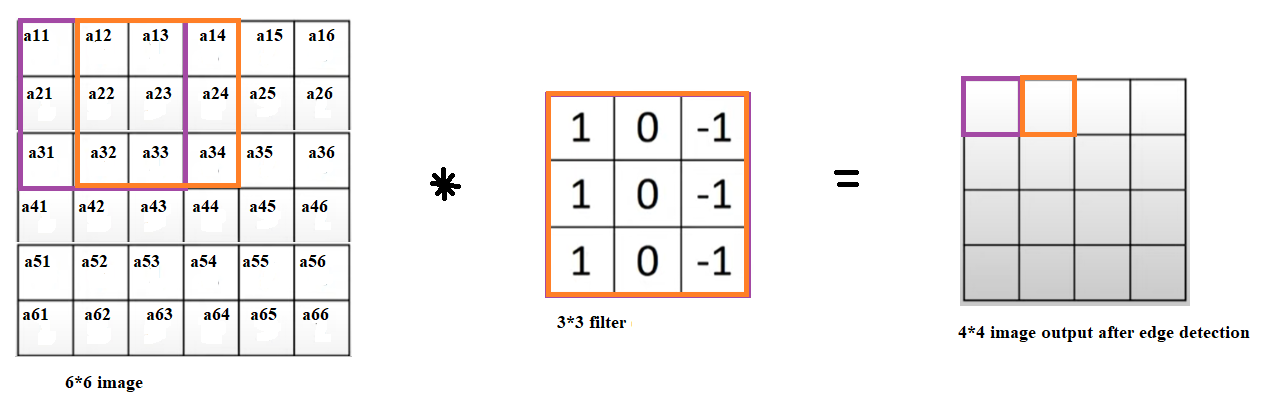 a11 a12 a13 a14 a15 a16
a21 a22 a23 a24 a25 a26
a31 a32 a33 a34 a35 a36
a41 a42 a43 a44 a45 a46
a51 a52 a53 a54 a55 a56
a61 a62 a63 a64 a65 a66
6*6 image
*
1 0 -1
1 0 -1
1 0 -1
3*3 filter
=
4*4 image output after edge detection